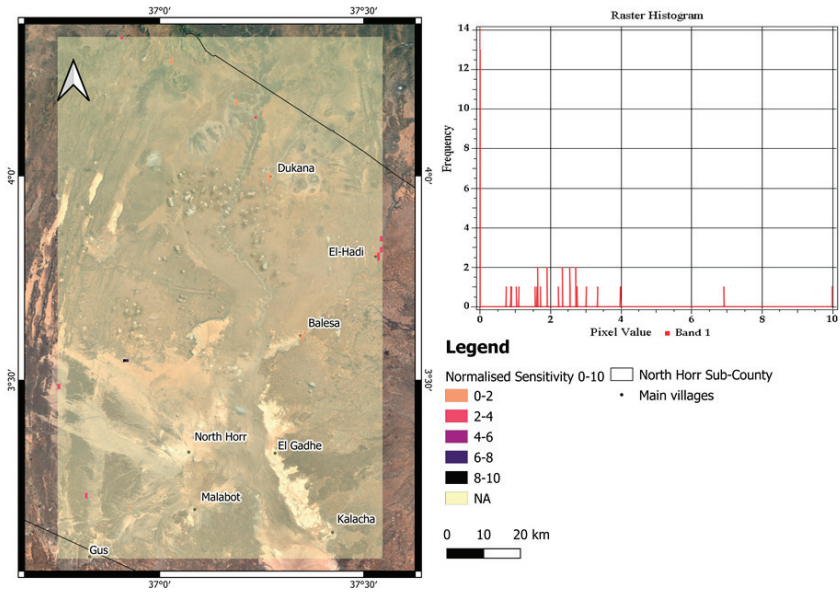 37°0'
37°30'
4°0'
4°0'
3°30'
3°30'
Dukana
El-Hadi
Balesa
North Horr
El Gadhe
Malabot
Kalacha
Gus
37°0'
37°30'
Raster Histogram
Frequency
14
12
10
8
6
4
2
0
0
2
4
6
8
10
Pixel Value
Band 1
Legend
Normalised Sensitivity 0-10
0-2
2-4
4-6
6-8
8-10
NA
North Horr Sub-County
Main villages
0 10 20 km